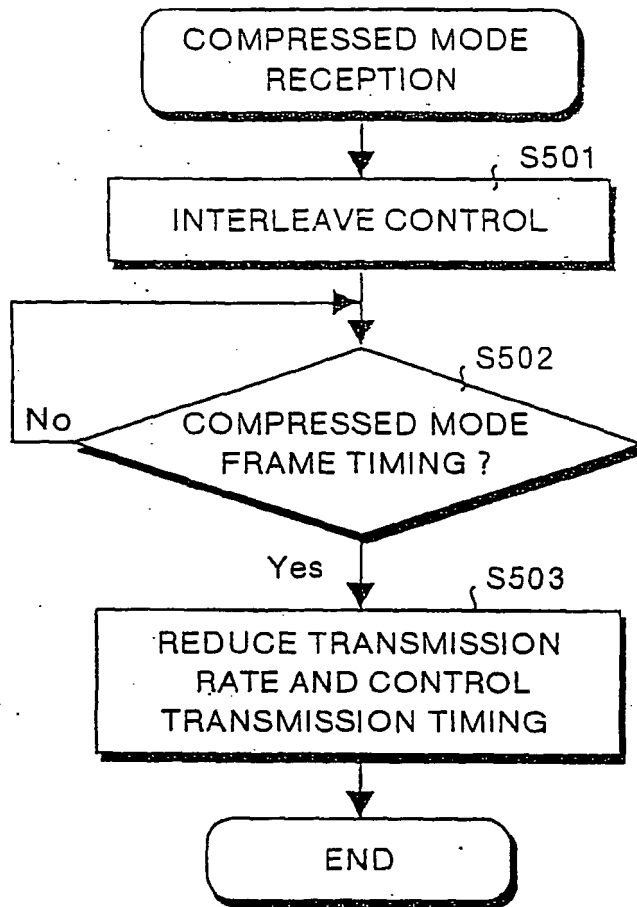 COMPRESSED MODE
RECEPTION
S501
INTERLEAVE CONTROL
S502
No
COMPRESSED MODE
FRAME TIMING ?
Yes
S503
REDUCE TRANSMISSION
RATE AND CONTROL
TRANSMISSION TIMING
END